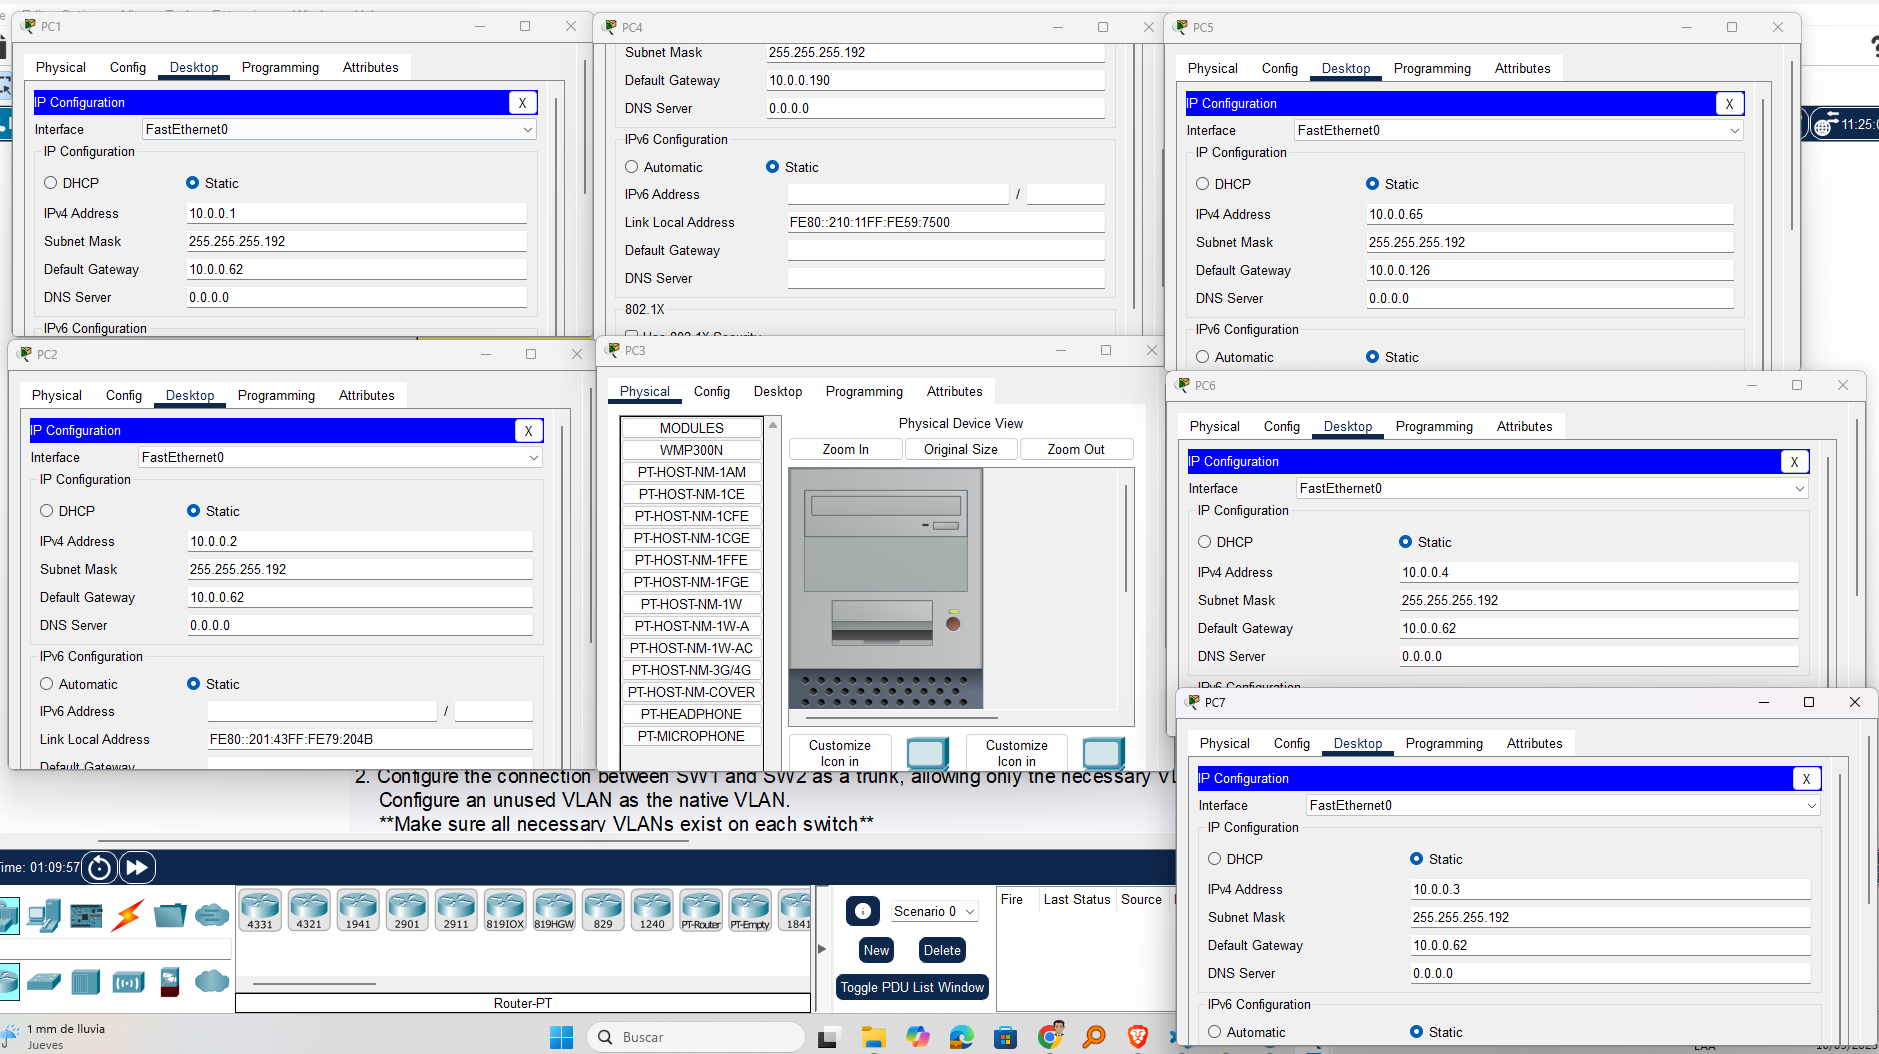 PC1
Physical Config Desktop Programming Attributes
IP Configuration X
Interface FastEthernet0
IP Configuration
DHCP Static
IPv4 Address 10.0.0.1
Subnet Mask 255.255.255.192
Default Gateway 10.0.0.62
DNS Server 0.0.0.0
IPv6 Configuration
PC4
Subnet Mask 255.255.255.192
Default Gateway 10.0.0.190
DNS Server 0.0.0.0
IPv6 Configuration
Automatic Static
IPv6 Address /
Link Local Address FE80::210:11FF:FE59:7500
Default Gateway
DNS Server
802.1X
Use 802.1X Security
PC5
Physical Config Desktop Programming Attributes
IP Configuration X
Interface FastEthernet0
IP Configuration
DHCP Static
IPv4 Address 10.0.0.65
Subnet Mask 255.255.255.192
Default Gateway 10.0.0.126
DNS Server 0.0.0.0
IPv6 Configuration
Automatic Static
11:25:0
PC2
Physical Config Desktop Programming Attributes
IP Configuration X
Interface FastEthernet0
IP Configuration
DHCP Static
IPv4 Address 10.0.0.2
Subnet Mask 255.255.255.192
Default Gateway 10.0.0.62
DNS Server 0.0.0.0
IPv6 Configuration
Automatic Static
IPv6 Address /
Link Local Address FE80::201:43FF:FE79:204B
Default Gateway
PC3
Physical Config Desktop Programming Attributes
MODULES
WMP300N
PT-HOST-NM-1AM
PT-HOST-NM-1CE
PT-HOST-NM-1CFE
PT-HOST-NM-1CGE
PT-HOST-NM-1FFE
PT-HOST-NM-1FGE
PT-HOST-NM-1W
PT-HOST-NM-1W-A
PT-HOST-NM-1W-AC
PT-HOST-NM-3G/4G
PT-HOST-NM-COVER
PT-HEADPHONE
PT-MICROPHONE
Physical Device View
Zoom In Original Size Zoom Out
Customize Icon in
Customize Icon in
PC6
Physical Config Desktop Programming Attributes
IP Configuration X
Interface FastEthernet0
IP Configuration
DHCP Static
IPv4 Address 10.0.0.4
Subnet Mask 255.255.255.192
Default Gateway 10.0.0.62
DNS Server 0.0.0.0
IPv6 Configuration
PC7
Physical Config Desktop Programming Attributes
IP Configuration X
Interface FastEthernet0
IP Configuration
DHCP Static
IPv4 Address 10.0.0.3
Subnet Mask 255.255.255.192
Default Gateway 10.0.0.62
DNS Server 0.0.0.0
IPv6 Configuration
Automatic Static
2. Configure the connection between SW1 and SW2 as a trunk, allowing only the necessary VL
Configure an unused VLAN as the native VLAN.
**Make sure all necessary VLANs exist on each switch**
ime: 01:09:57
4331 4321 1941 2901 2911 819IOX 819HGW 829 1240 PT-Router PT-Empty 1841
Router-PT
Scenario 0
New Delete
Toggle PDU List Window
Fire Last Status Source
1 mm de lluvia
Jueves
Buscar